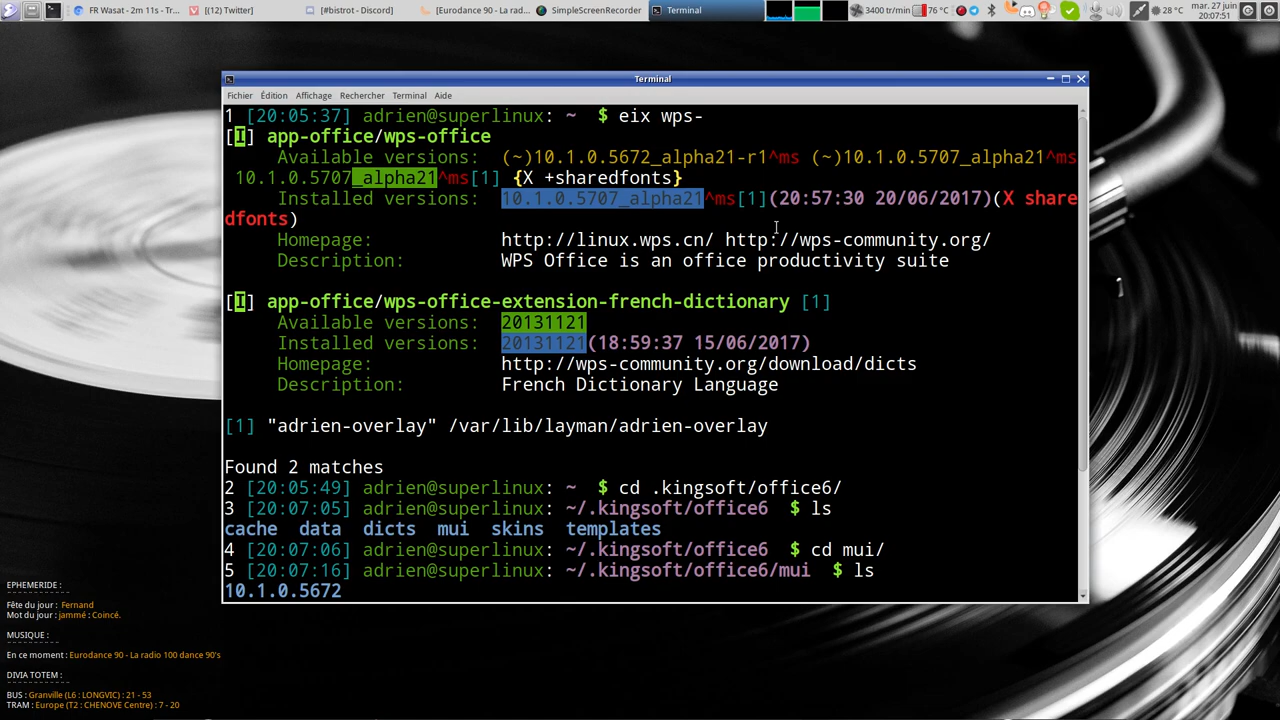 FR Wasat - 2m 11s - Tr...
[(12) Twitter]
[#bistrot - Discord]
[Eurodance 90 - La rad...
SimpleScreenRecorder
Terminal
3400 tr/min
76 °C
28 °C
mar. 27 juin
20:07:51
Terminal
Fichier Édition Affichage Rechercher Terminal Aide
1 [20:05:37] adrien@superlinux: ~ $ eix wps-
[I] app-office/wps-office
Available versions: (~)10.1.0.5672_alpha21-r1^ms (~)10.1.0.5707_alpha21^ms
10.1.0.5707_alpha21^ms[1] {X +sharedfonts}
Installed versions: 10.1.0.5707_alpha21^ms[1](20:57:30 20/06/2017)(X share
dfonts)
Homepage: http://linux.wps.cn/ http://wps-community.org/
Description: WPS Office is an office productivity suite
[I] app-office/wps-office-extension-french-dictionary [1]
Available versions: 20131121
Installed versions: 20131121(18:59:37 15/06/2017)
Homepage: http://wps-community.org/download/dicts
Description: French Dictionary Language
[1] "adrien-overlay" /var/lib/layman/adrien-overlay
Found 2 matches
2 [20:05:49] adrien@superlinux: ~ $ cd .kingsoft/office6/
3 [20:07:05] adrien@superlinux: ~/.kingsoft/office6 $ ls
cache data dicts mui skins templates
4 [20:07:06] adrien@superlinux: ~/.kingsoft/office6 $ cd mui/
5 [20:07:16] adrien@superlinux: ~/.kingsoft/office6/mui $ ls
10.1.0.5672
EPHEMERIDE :
Fête du jour : Fernand
Mot du jour : jammé : Coincé.
MUSIQUE :
En ce moment : Eurodance 90 - La radio 100 dance 90's
DIVIA TOTEM :
BUS : Granville (L6 : LONGVIC) : 21 - 53
TRAM : Europe (T2 : CHENOVE Centre) : 7 - 20